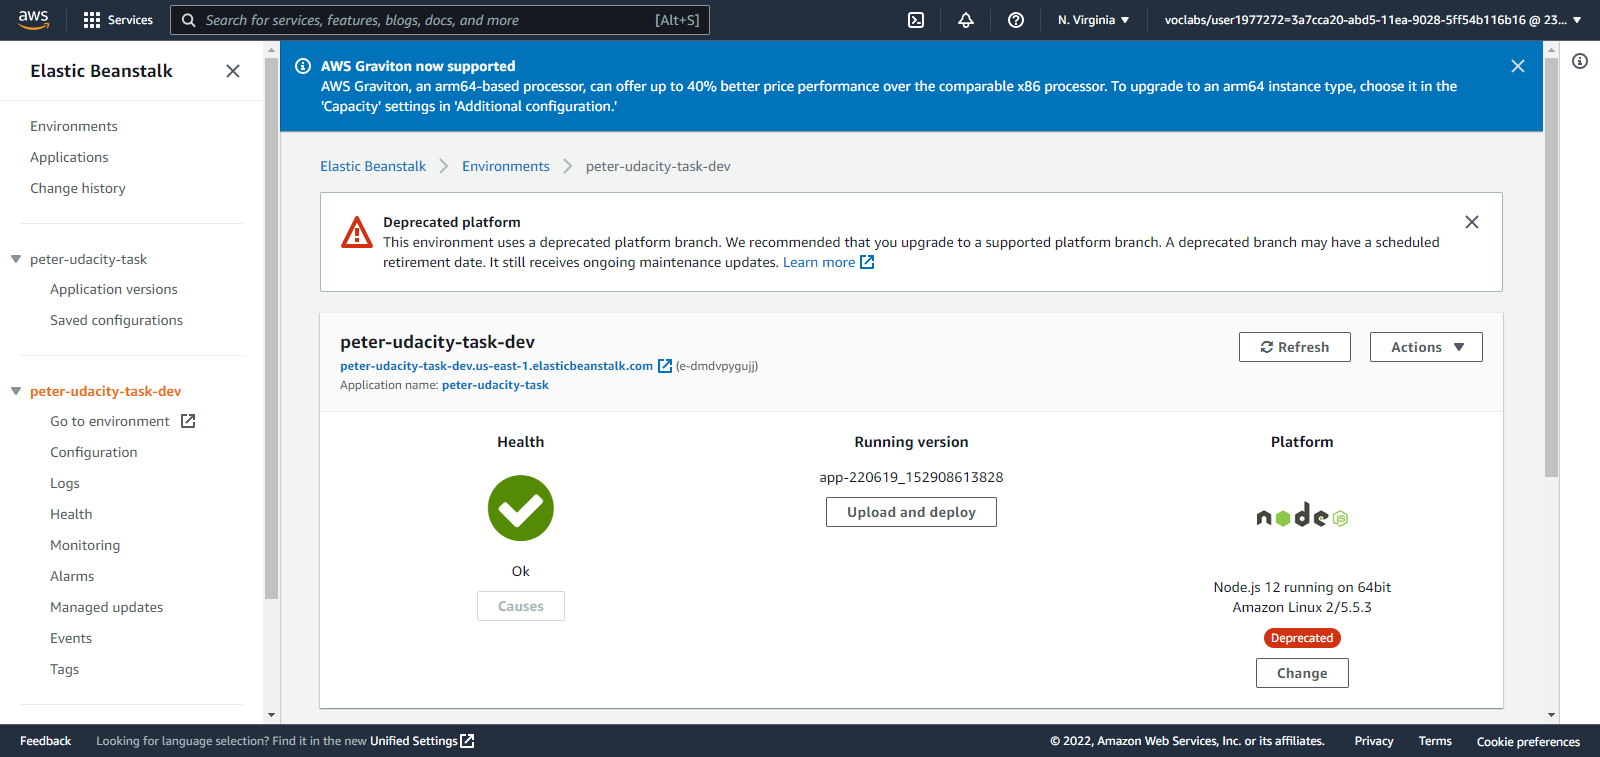 aws
Services
Search for services, features, blogs, docs, and more
[Alt+S]
N. Virginia
voclabs/user1977272=3a7cca20-abd5-11ea-9028-5ff54b116b16 @ 23...
Elastic Beanstalk
Environments
Applications
Change history
peter-udacity-task
Application versions
Saved configurations
peter-udacity-task-dev
Go to environment
Configuration
Logs
Health
Monitoring
Alarms
Managed updates
Events
Tags
AWS Graviton now supported
AWS Graviton, an arm64-based processor, can offer up to 40% better price performance over the comparable x86 processor. To upgrade to an arm64 instance type, choose it in the
'Capacity' settings in 'Additional configuration.'
Elastic Beanstalk
Environments
peter-udacity-task-dev
Deprecated platform
This environment uses a deprecated platform branch. We recommended that you upgrade to a supported platform branch. A deprecated branch may have a scheduled
retirement date. It still receives ongoing maintenance updates. Learn more
peter-udacity-task-dev
peter-udacity-task-dev.us-east-1.elasticbeanstalk.com (e-dmdvpygujj)
Application name: peter-udacity-task
Refresh
Actions
Health
Ok
Causes
Running version
app-220619_152908613828
Upload and deploy
Platform
node JS
Node.js 12 running on 64bit
Amazon Linux 2/5.5.3
Deprecated
Change
Feedback
Looking for language selection? Find it in the new Unified Settings
© 2022, Amazon Web Services, Inc. or its affiliates.
Privacy
Terms
Cookie preferences